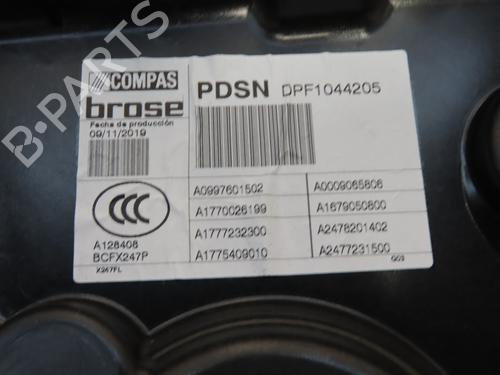 COMPAS
brose
Fecha de producción
09/11/2019
PDSN DPF1044205
A0997601502
A0009065806
A1770026199
A1679050800
A1777232300
A2478201402
A1775409010
A2477231500
CCC
A128408
BCFX247P
X247FL
G03
B-Parts